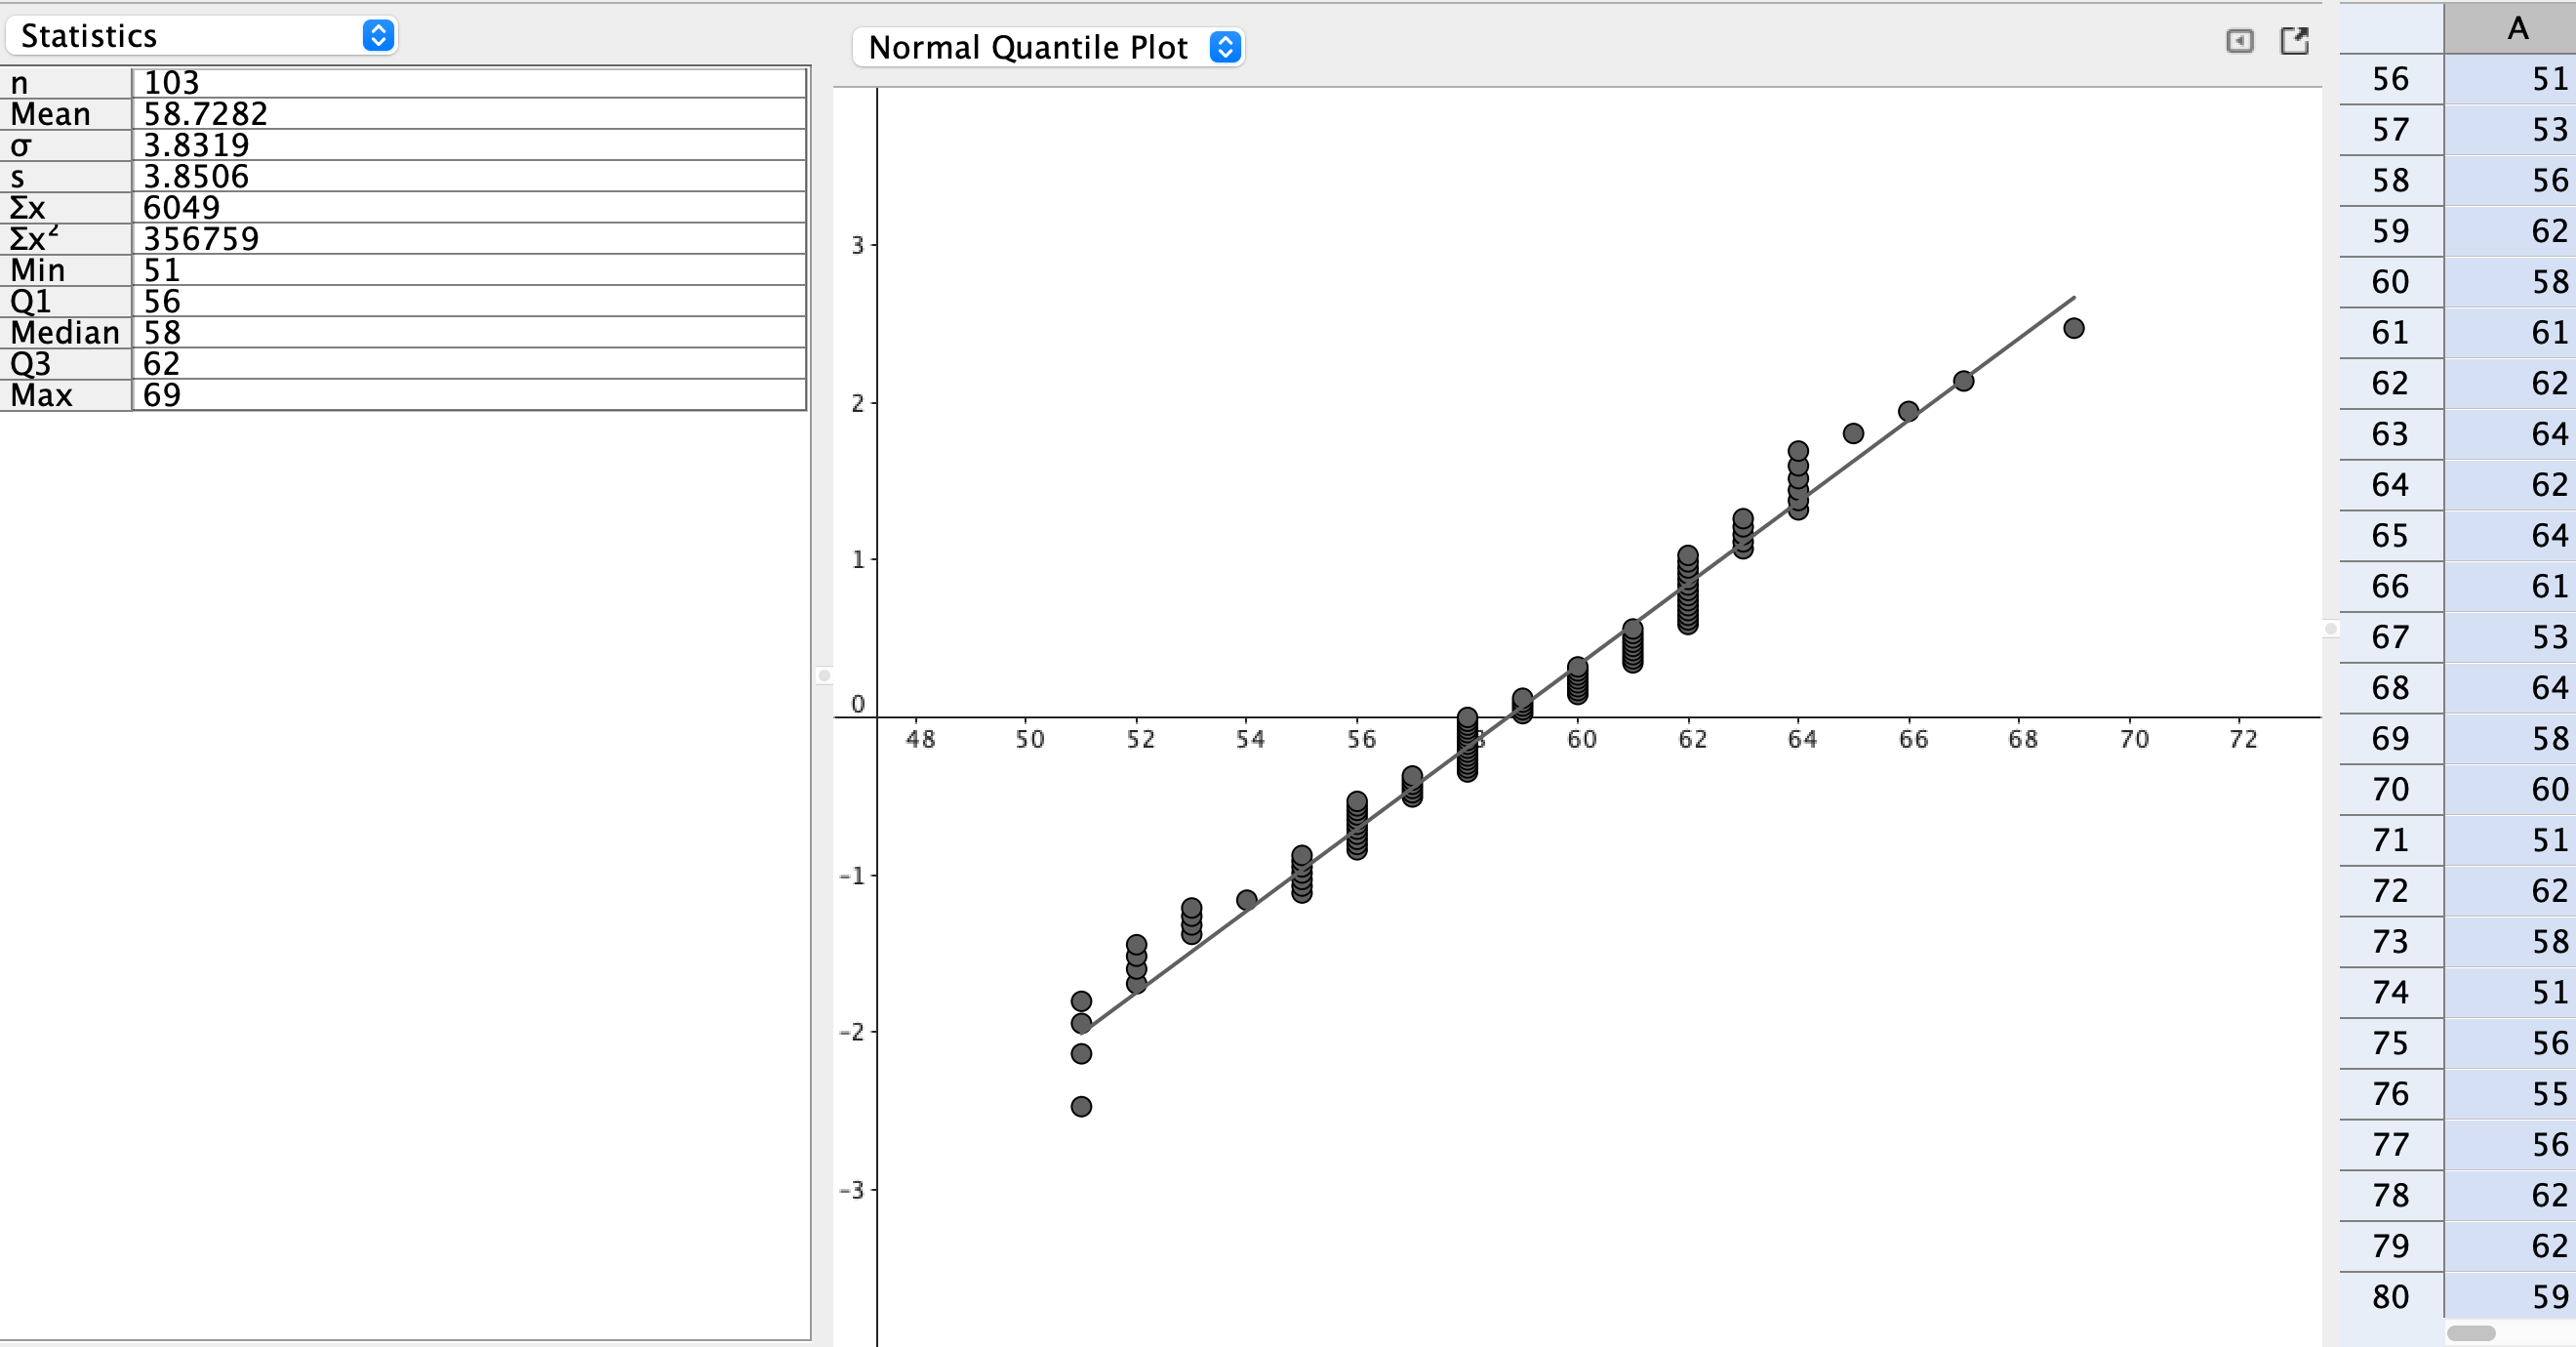 Statistics
n 103
Mean 58.7282
σ 3.8319
s 3.8506
Σx 6049
Σx² 356759
Min 51
Q1 56
Median 58
Q3 62
Max 69
Normal Quantile Plot
3
2
1
0
-1
-2
-3
48 50 52 54 56 60 62 64 66 68 70 72
A
56 51
57 53
58 56
59 62
60 58
61 61
62 62
63 64
64 62
65 64
66 61
67 53
68 64
69 58
70 60
71 51
72 62
73 58
74 51
75 56
76 55
77 56
78 62
79 62
80 59